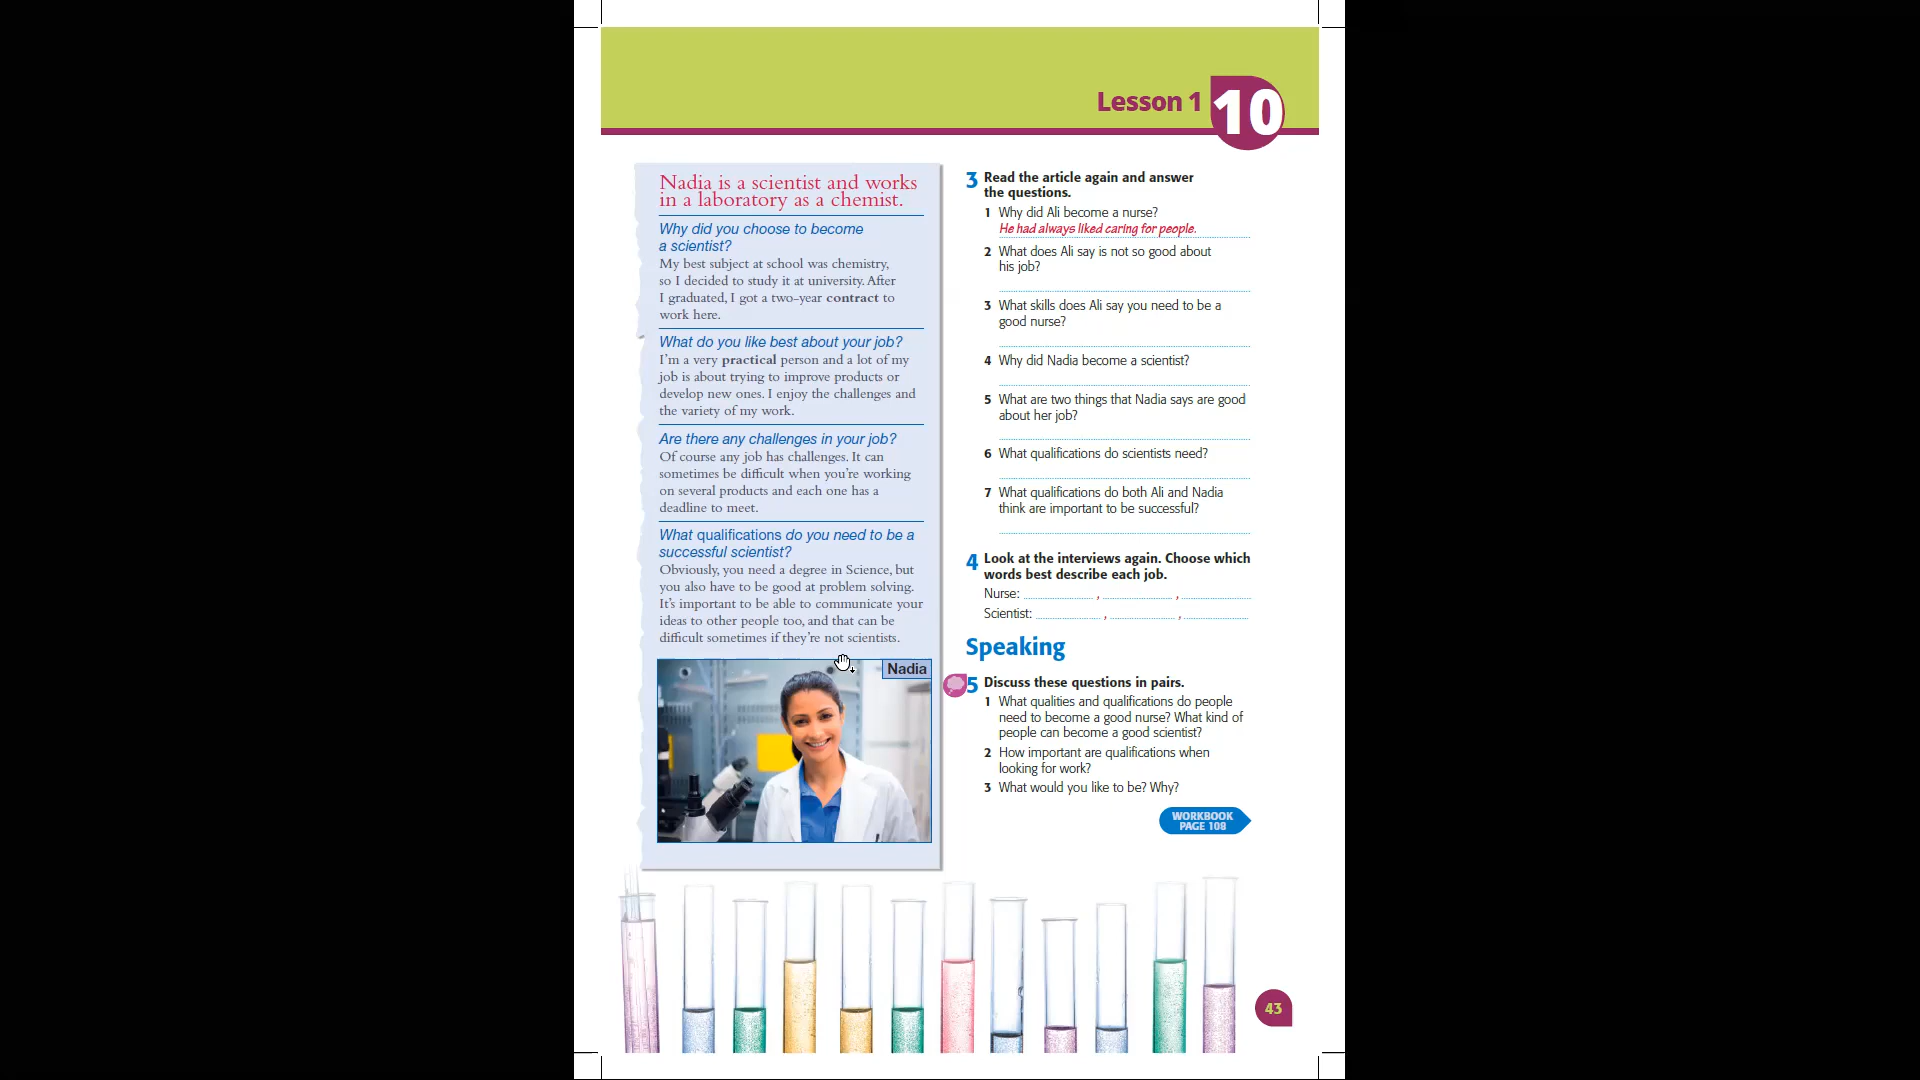 Lesson 1
10
Nadia is a scientist and works
in a laboratory as a chemist.
Why did you choose to become
a scientist?
My best subject at school was chemistry,
so I decided to study it at university. After
I graduated, I got a two-year contract to
work here.
What do you like best about your job?
I'm a very practical person and a lot of my
job is about trying to improve products or
develop new ones. I enjoy the challenges and
the variety of my work.
Are there any challenges in your job?
Of course any job has challenges. It can
sometimes be difficult when you're working
on several products and each one has a
deadline to meet.
What qualifications do you need to be a
successful scientist?
Obviously, you need a degree in Science, but
you also have to be good at problem solving.
It's important to be able to communicate your
ideas to other people too, and that can be
difficult sometimes if they're not scientists.
Nadia
3 Read the article again and answer
the questions.
1 Why did Ali become a nurse?
He had always liked caring for people.
2 What does Ali say is not so good about
his job?
3 What skills does Ali say you need to be a
good nurse?
4 Why did Nadia become a scientist?
5 What are two things that Nadia says are good
about her job?
6 What qualifications do scientists need?
7 What qualifications do both Ali and Nadia
think are important to be successful?
4 Look at the interviews again. Choose which
words best describe each job.
Nurse: , ,
Scientist: , ,
Speaking
5 Discuss these questions in pairs.
1 What qualities and qualifications do people
need to become a good nurse? What kind of
people can become a good scientist?
2 How important are qualifications when
looking for work?
3 What would you like to be? Why?
WORKBOOK
PAGE 108
43